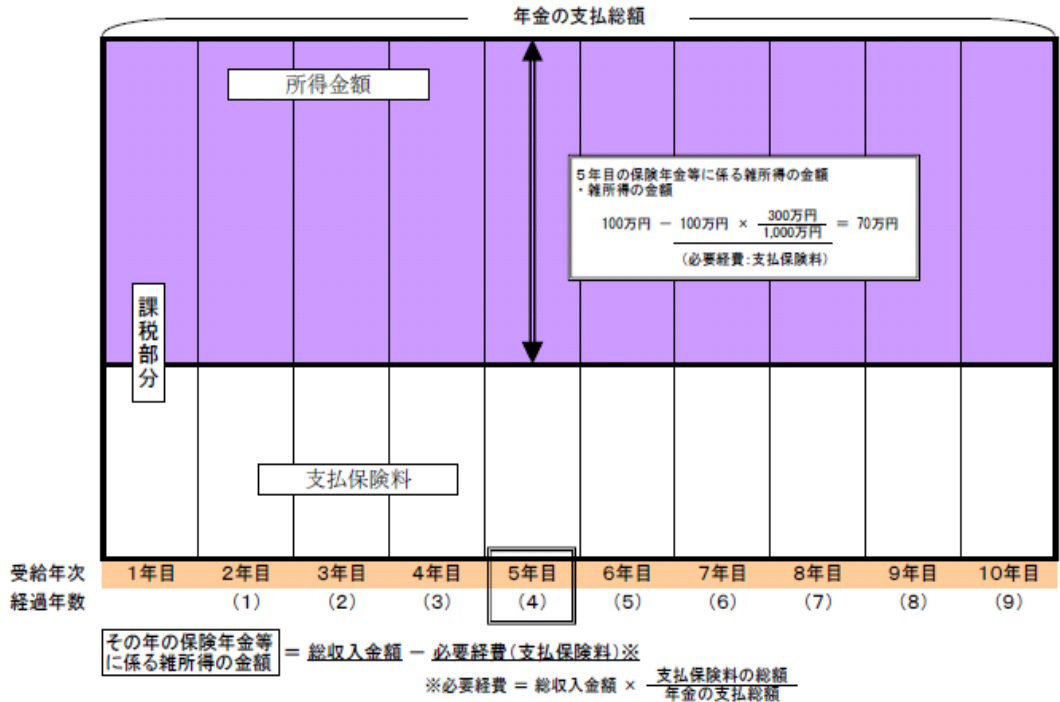 年金の支払総額
所得金額
5年目の保険年金等に係る雑所得の金額
・雑所得の金額
100万円 − 100万円 × 300万円/1,000万円 = 70万円
(必要経費:支払保険料)
課税部分
支払保険料
受給年次 1年目 2年目 3年目 4年目 5年目 6年目 7年目 8年目 9年目 10年目
経過年数 (1) (2) (3) (4) (5) (6) (7) (8) (9)
その年の保険年金等
に係る雑所得の金額 = 総収入金額 − 必要経費(支払保険料)※
※必要経費 = 総収入金額 × 支払保険料の総額/年金の支払総額